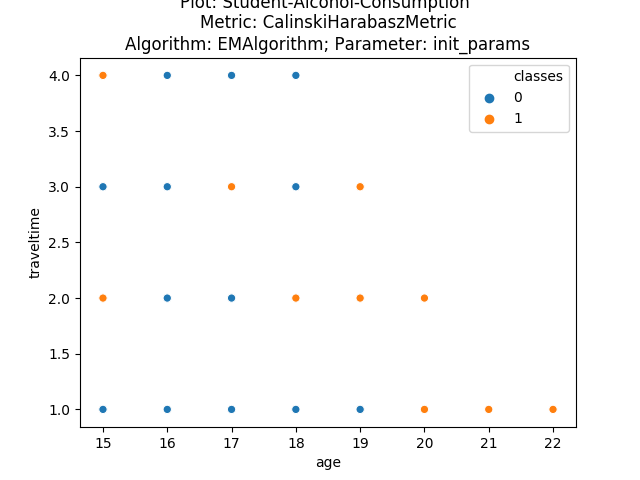 Plot: Student-Alcohol-Consumption
Metric: CalinskiHarabaszMetric
Algorithm: EMAlgorithm; Parameter: init_params
classes
0
1
4.0
3.5
3.0
2.5
2.0
1.5
1.0
traveltime
15 16 17 18 19 20 21 22
age